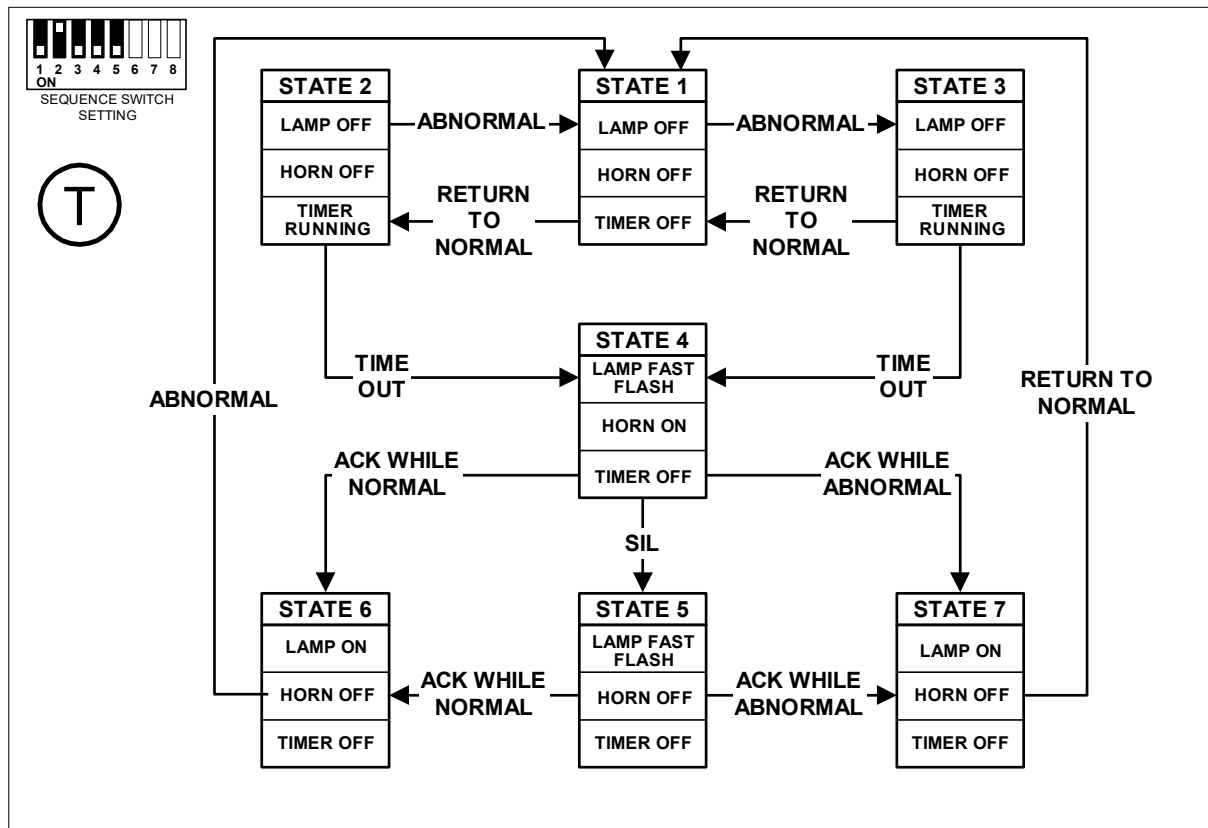 1 2 3 4 5 6 7 8
ON
SEQUENCE SWITCH
SETTING
T
STATE 2
LAMP OFF
HORN OFF
TIMER
RUNNING
ABNORMAL
RETURN
TO
NORMAL
STATE 1
LAMP OFF
HORN OFF
TIMER OFF
ABNORMAL
RETURN
TO
NORMAL
STATE 3
LAMP OFF
HORN OFF
TIMER
RUNNING
ABNORMAL
TIME
OUT
STATE 4
LAMP FAST
FLASH
HORN ON
TIMER OFF
TIME
OUT
RETURN TO
NORMAL
ACK WHILE
NORMAL
ACK WHILE
ABNORMAL
SIL
STATE 6
LAMP ON
HORN OFF
TIMER OFF
ACK WHILE
NORMAL
STATE 5
LAMP FAST
FLASH
HORN OFF
TIMER OFF
ACK WHILE
ABNORMAL
STATE 7
LAMP ON
HORN OFF
TIMER OFF